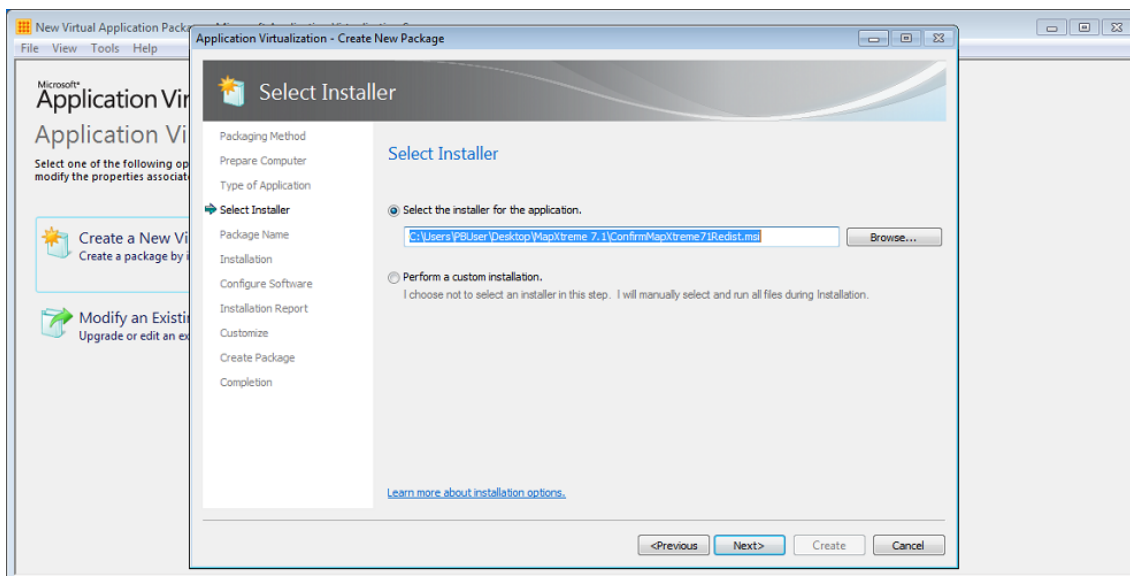 New Virtual Application Packa
File View Tools Help
Microsoft®
Application Vir
Application Vi
Select one of the following op
modify the properties associat
Create a New Vi
Create a package by i
Modify an Existi
Upgrade or edit an ex
Application Virtualization - Create New Package
Select Installer
Packaging Method
Prepare Computer
Type of Application
Select Installer
Package Name
Installation
Configure Software
Installation Report
Customize
Create Package
Completion
Select Installer
Select the installer for the application.
C:\Users\PBUser\Desktop\MapXtreme 7.1\ConfirmMapXtreme71Redist.msi
Browse...
Perform a custom installation.
I choose not to select an installer in this step. I will manually select and run all files during Installation.
Learn more about installation options.
<Previous
Next>
Create
Cancel